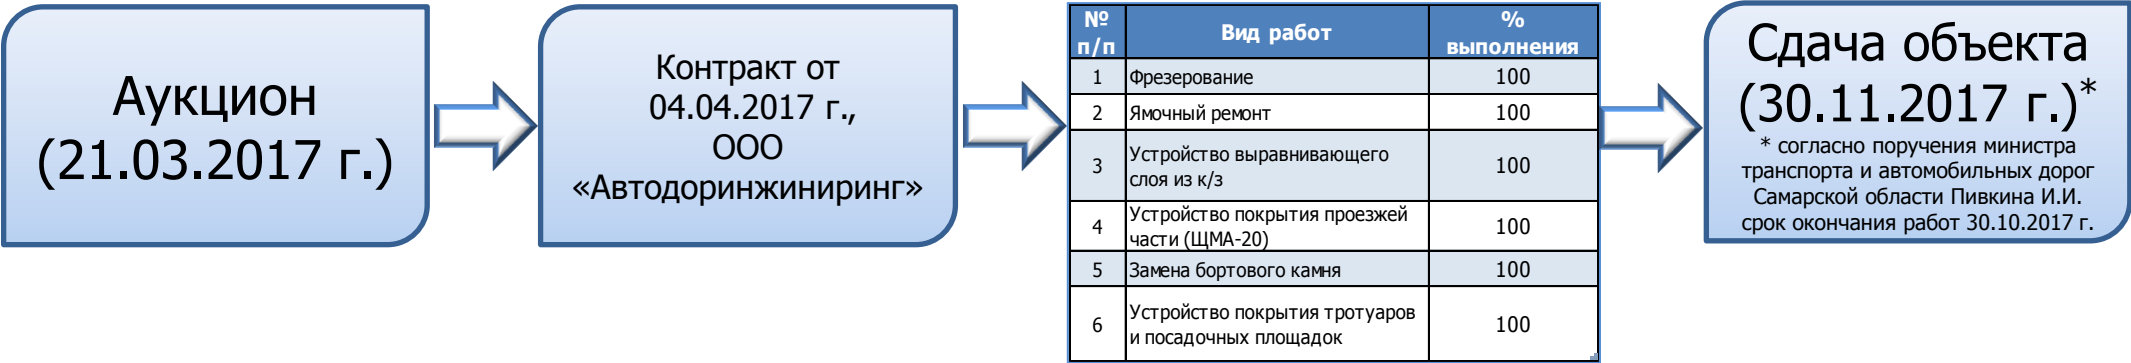 Аукцион
(21.03.2017 г.)
Контракт от
04.04.2017 г.,
ООО
«Автодоринжиниринг»
№ п/п Вид работ % выполнения
1 Фрезерование 100
2 Ямочный ремонт 100
3 Устройство выравнивающего
слоя из к/з 100
4 Устройство покрытия проезжей
части (ЩМА-20) 100
5 Замена бортового камня 100
6 Устройство покрытия тротуаров
и посадочных площадок 100
Сдача объекта
(30.11.2017 г.)*
* согласно поручения министра
транспорта и автомобильных дорог
Самарской области Пивкина И.И.
срок окончания работ 30.10.2017 г.